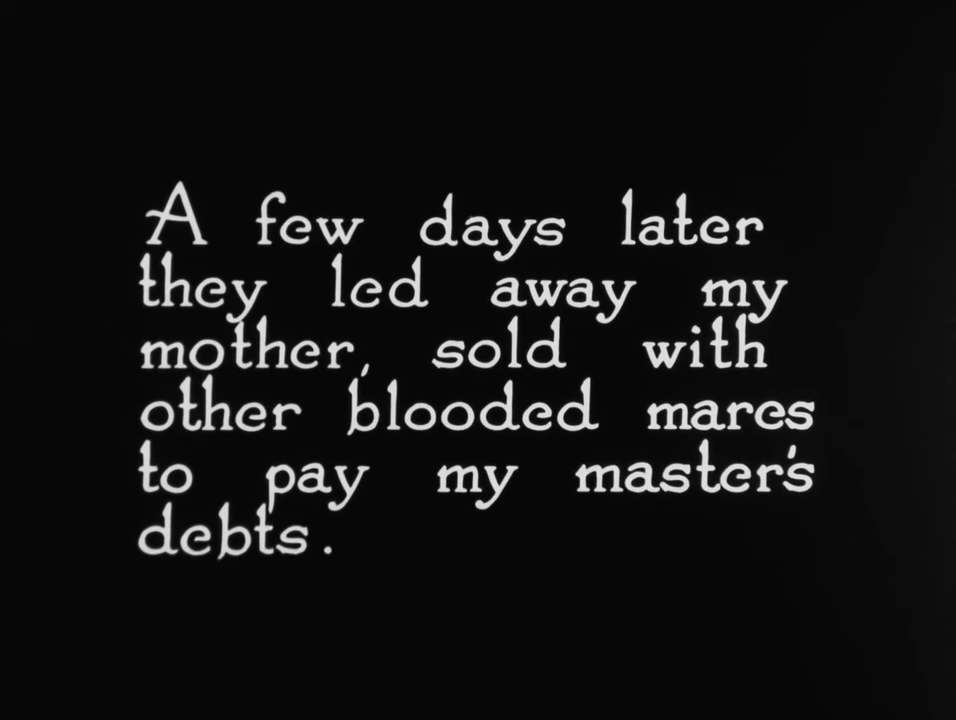 A few days later
they led away my
mother, sold with
other blooded mares
to pay my master's
debts.